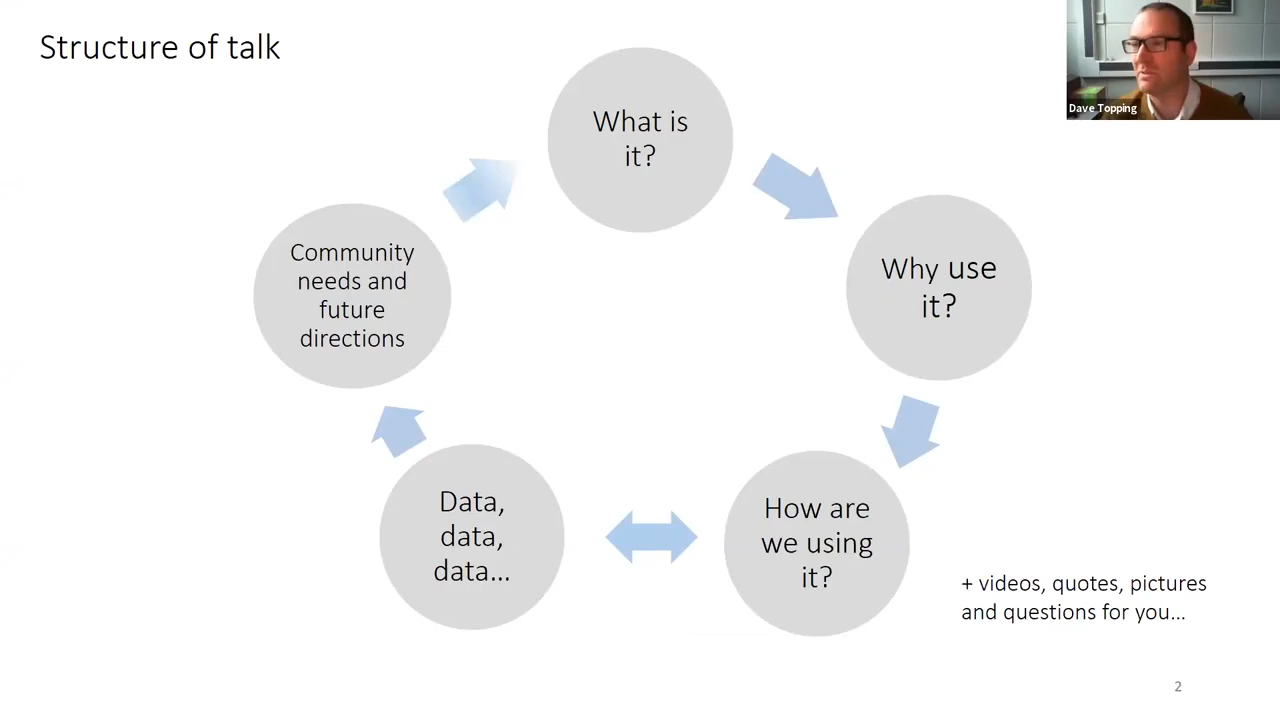 Structure of talk
What is
it?
Dave Topping
Why use
it?
Community
needs and
future
directions
Data,
data,
data...
How are
we using
it?
+ videos, quotes, pictures
and questions for you...
2